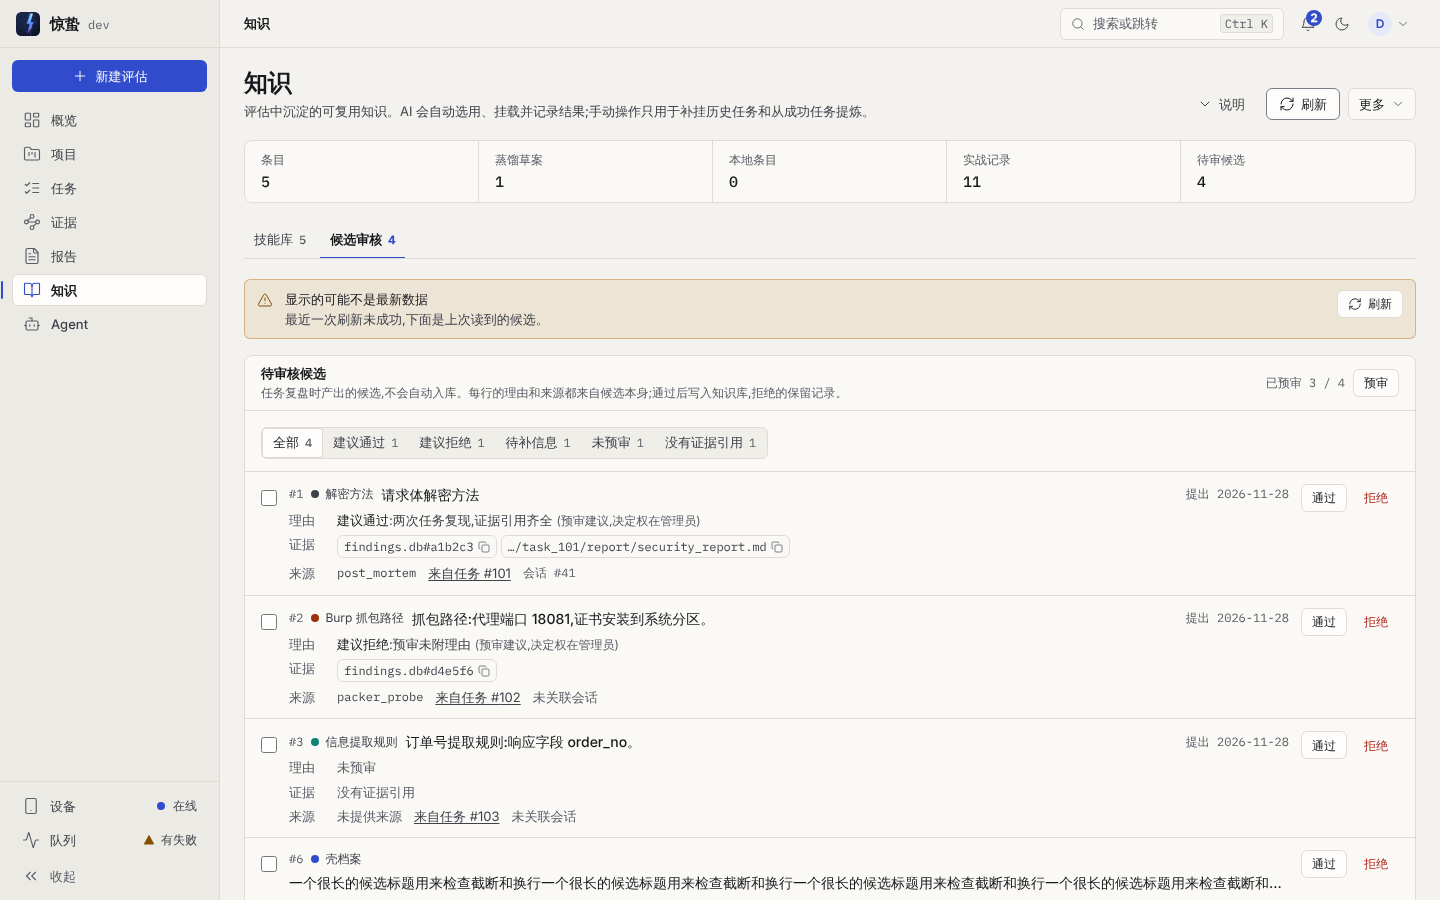 惊蛰 dev
知识
搜索或跳转 Ctrl K
2
D
新建评估
概览
项目
任务
证据
报告
知识
Agent
设备 在线
队列 有失败
收起
知识
评估中沉淀的可复用知识。AI 会自动选用、挂载并记录结果;手动操作只用于补挂历史任务和从成功任务提炼。
说明 刷新 更多
条目 蒸馏草案 本地条目 实战记录 待审候选
5 1 0 11 4
技能库 5 候选审核 4
显示的可能不是最新数据
最近一次刷新未成功,下面是上次读到的候选。
刷新
待审核候选
任务复盘时产出的候选,不会自动入库。每行的理由和来源都来自候选本身;通过后写入知识库,拒绝的保留记录。
已预审 3 / 4 预审
全部 4 建议通过 1 建议拒绝 1 待补信息 1 未预审 1 没有证据引用 1
#1 解密方法 请求体解密方法 提出 2026-11-28 通过 拒绝
理由 建议通过:两次任务复现,证据引用齐全 (预审建议,决定权在管理员)
证据 findings.db#a1b2c3 …/task_101/report/security_report.md
来源 post_mortem 来自任务 #101 会话 #41
#2 Burp 抓包路径 抓包路径:代理端口 18081,证书安装到系统分区。 提出 2026-11-28 通过 拒绝
理由 建议拒绝:预审未附理由 (预审建议,决定权在管理员)
证据 findings.db#d4e5f6
来源 packer_probe 来自任务 #102 未关联会话
#3 信息提取规则 订单号提取规则:响应字段 order_no。 提出 2026-11-28 通过 拒绝
理由 未预审
证据 没有证据引用
来源 未提供来源 来自任务 #103 未关联会话
#6 壳档案 通过 拒绝
一个很长的候选标题用来检查截断和换行一个很长的候选标题用来检查截断和换行一个很长的候选标题用来检查截断和换行一个很长的候选标题用来检查截断和…